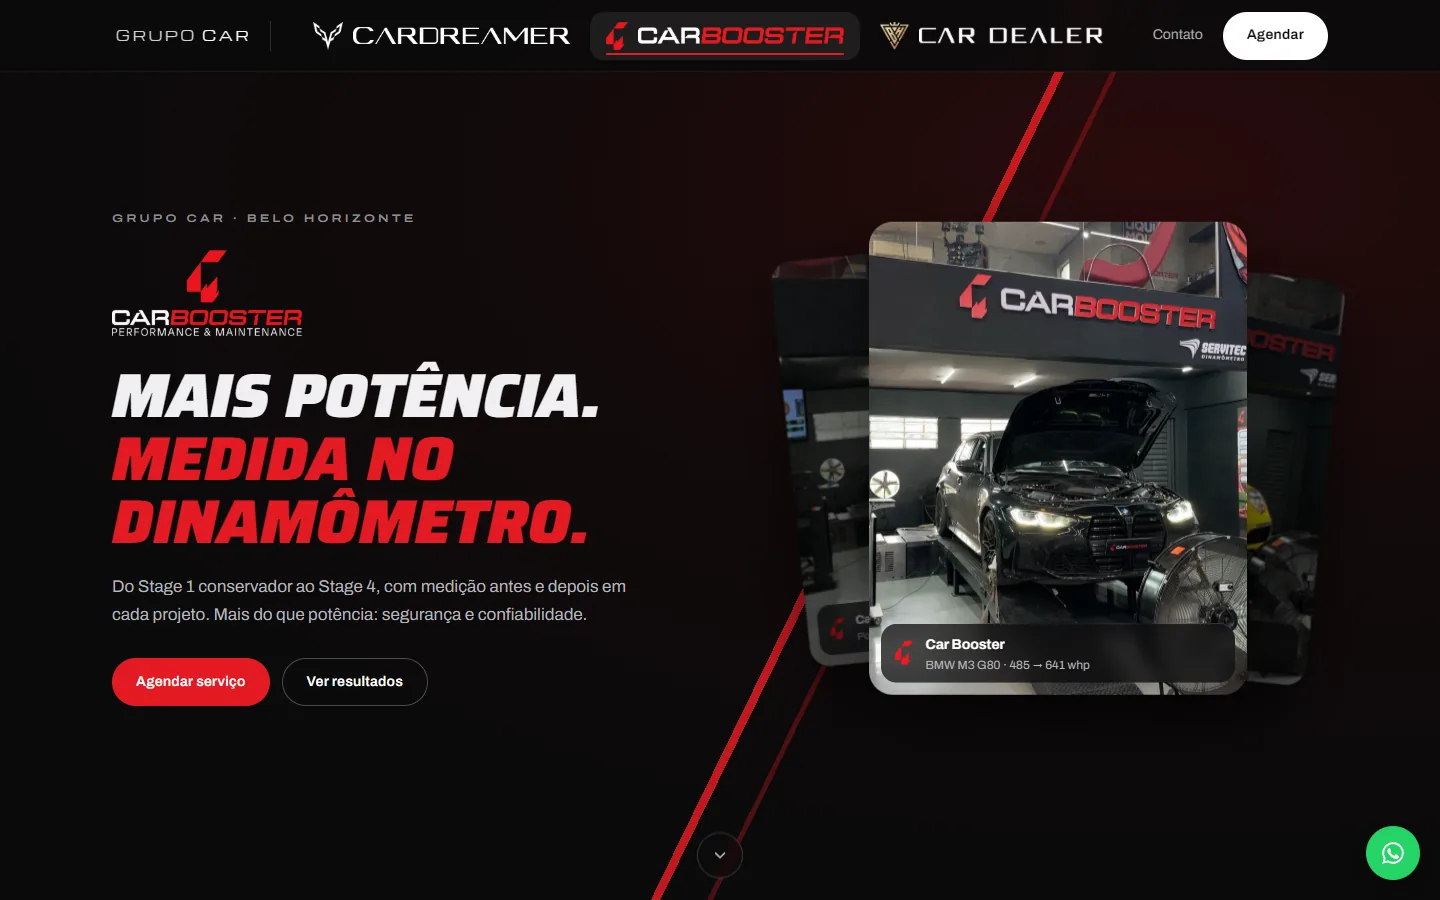 GRUPO CAR
CARDREAMER
CARBOOSTER
CAR DEALER
Contato
Agendar
GRUPO CAR · BELO HORIZONTE
CARBOOSTER
PERFORMANCE & MAINTENANCE
MAIS POTÊNCIA.
MEDIDA NO
DINAMÔMETRO.
Do Stage 1 conservador ao Stage 4, com medição antes e depois em
cada projeto. Mais do que potência: segurança e confiabilidade.
Agendar serviço
Ver resultados
CARBOOSTER
SERVITEC
DINAMÔMETRO
CARBOOSTER
Car Booster
BMW M3 G80 · 485 → 641 whp